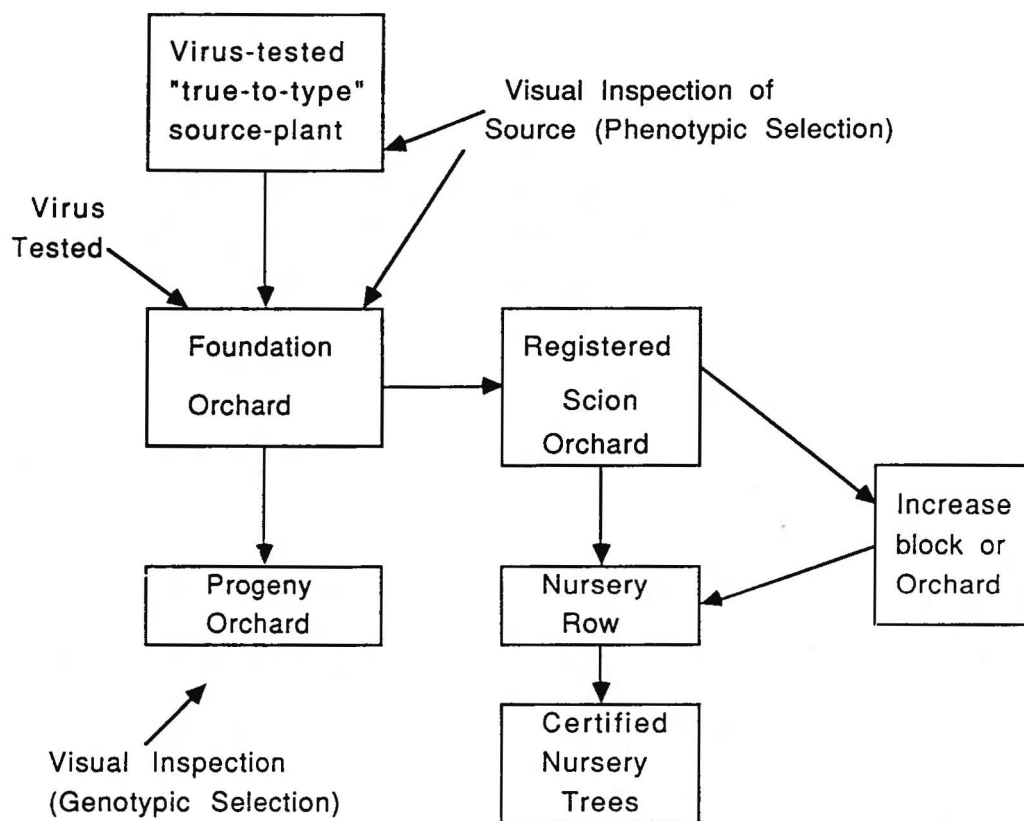 Virus-tested
"true-to-type"
source-plant
Visual Inspection of
Source (Phenotypic Selection)
Virus
Tested
Foundation
Orchard
Registered
Scion
Orchard
Increase
block or
Orchard
Progeny
Orchard
Nursery
Row
Visual Inspection
(Genotypic Selection)
Certified
Nursery
Trees